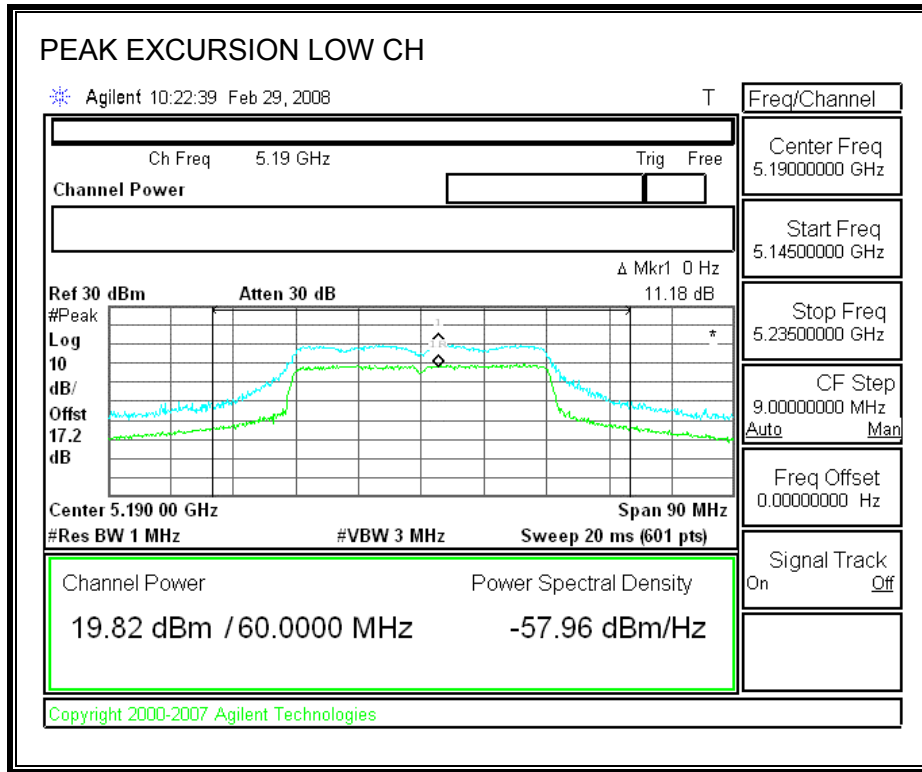 PEAK EXCURSION LOW CH
Agilent 10:22:39 Feb 29, 2008 T
Ch Freq 5.19 GHz Trig Free
Channel Power
Δ Mkr1 0 Hz
Ref 30 dBm Atten 30 dB 11.18 dB
#Peak
Log
10
dB/
Offst
17.2
dB
1
1R
*
Center 5.190 00 GHz Span 90 MHz
#Res BW 1 MHz #VBW 3 MHz Sweep 20 ms (601 pts)
Channel Power Power Spectral Density
19.82 dBm / 60.0000 MHz -57.96 dBm/Hz
Copyright 2000-2007 Agilent Technologies
Freq/Channel
Center Freq
5.19000000 GHz
Start Freq
5.14500000 GHz
Stop Freq
5.23500000 GHz
CF Step
9.00000000 MHz
Auto Man
Freq Offset
0.00000000 Hz
Signal Track
On Off